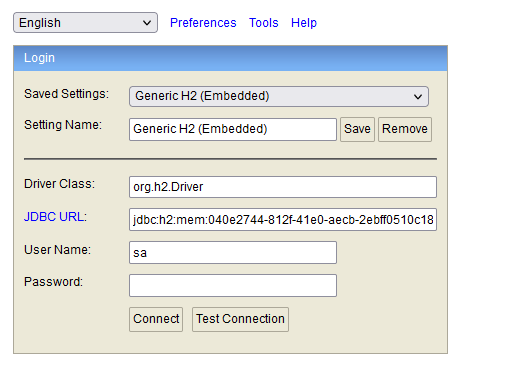 English Preferences Tools Help
Login
Saved Settings: Generic H2 (Embedded)
Setting Name: Generic H2 (Embedded) Save Remove
Driver Class: org.h2.Driver
JDBC URL: jdbc:h2:mem:040e2744-812f-41e0-aecb-2ebff0510c18
User Name: sa
Password:
Connect Test Connection